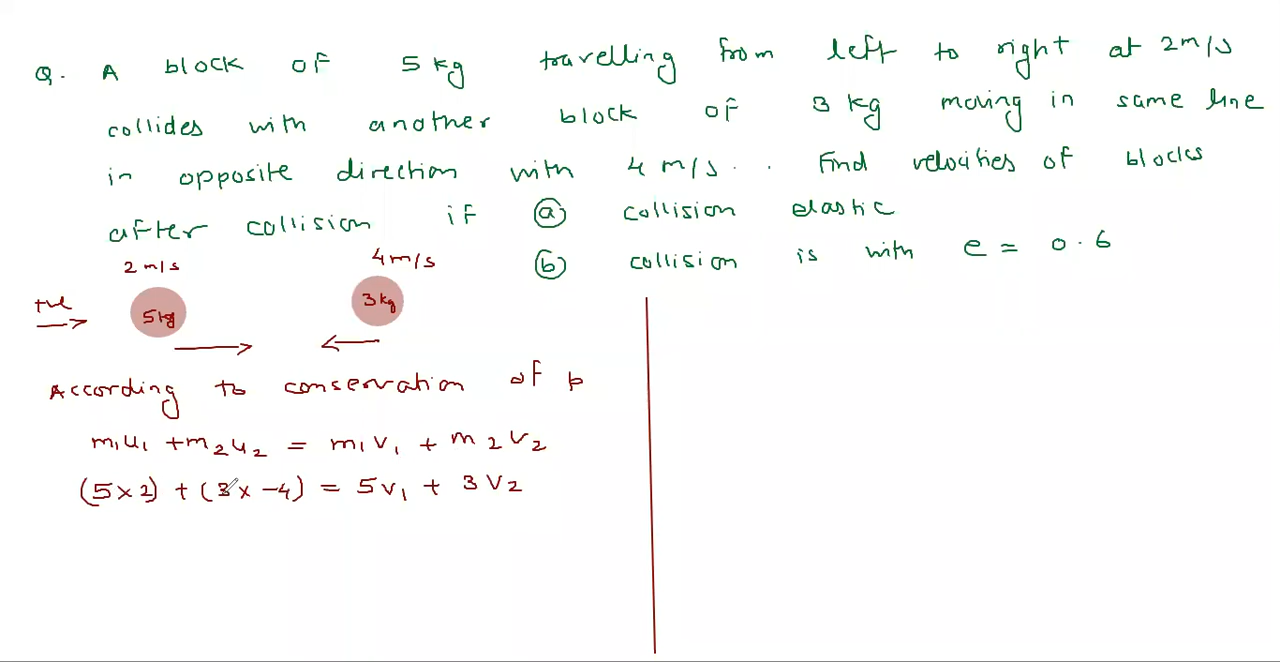 Q. A block of 5 kg travelling from left to right at 2 m/s
collides with another block of 3 kg moving in same line
in opposite direction with 4 m/s. . Find velocities of blocks
after collision if (a) collision elastic
(b) collision is with e = 0.6
2 m/s
4 m/s
+ve
5 kg
3 kg
According to conservation of p
m₁u₁ + m₂u₂ = m₁v₁ + m₂v₂
(5 x 2) + (3 x -4) = 5v₁ + 3v₂